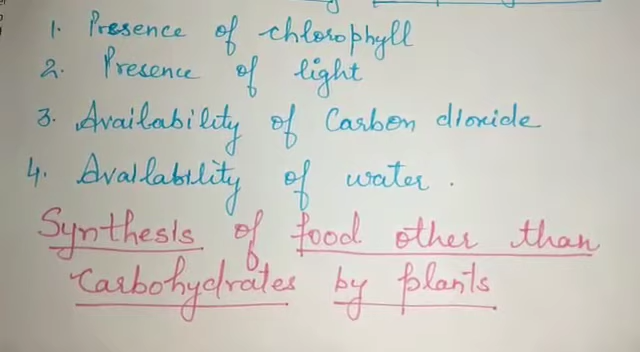 1. Presence of chlorophyll
2. Presence of light
3. Availability of Carbon dioxide
4. Availability of water.
Synthesis of food other than
Carbohydrates by plants